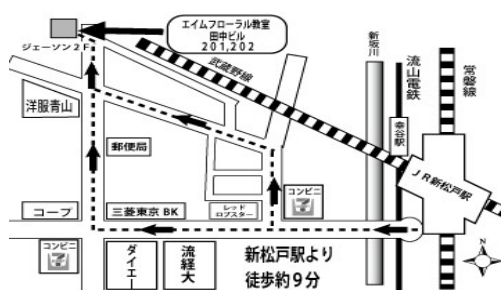 エイムフローラル教室
田中ビル
201,202
ジェーソン2F
武蔵野線
新坂川
流山電鉄
常磐線
洋服青山
幸谷駅
郵便局
JR新松戸駅
コープ
三菱東京BK
レッド
ロブスター
コンビニ
コンビニ
ダイエー
流経大
新松戸駅より
徒歩約9分
N